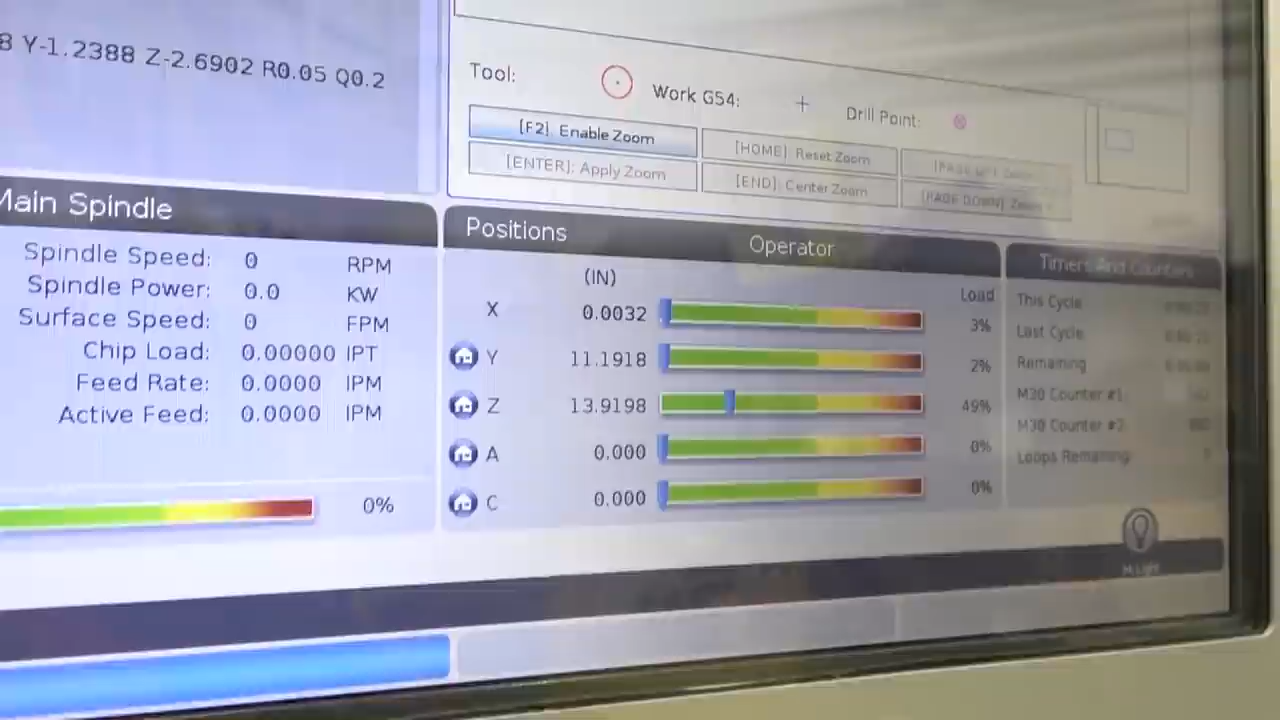 8 Y-1.2388 Z-2.6902 R0.05 Q0.2
Tool: Work G54: Drill Point:
[F2]: Enable Zoom [HOME]: Reset Zoom
[ENTER]: Apply Zoom [END]: Center Zoom [PAGE DOWN]: Zoom
Main Spindle
Spindle Speed: 0 RPM
Spindle Power: 0.0 KW
Surface Speed: 0 FPM
Chip Load: 0.00000 IPT
Feed Rate: 0.0000 IPM
Active Feed: 0.0000 IPM
0%
Positions Operator
(IN) Load
X 0.0032 3%
Y 11.1918 2%
Z 13.9198 49%
A 0.000 0%
C 0.000 0%
Timers And Counters
This Cycle
Last Cycle
Remaining
M30 Counter #1
M30 Counter #2
Loops Remaining